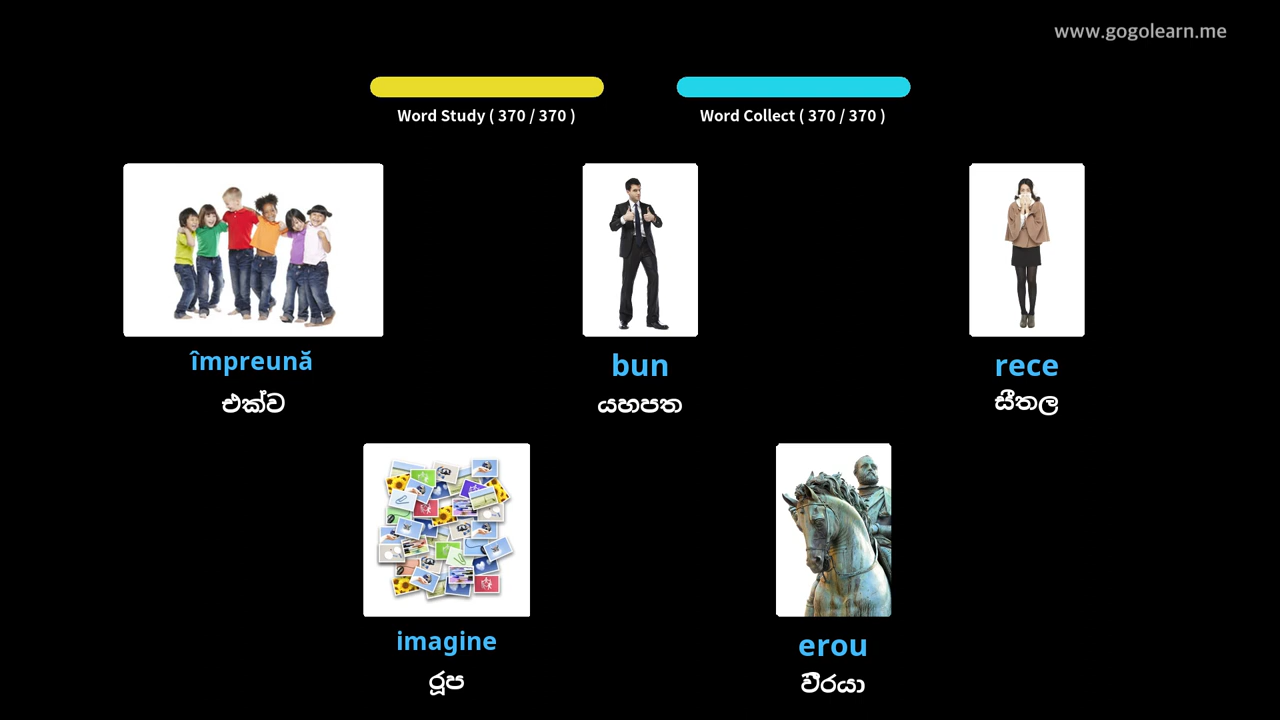 www.gogolearn.me
Word Study ( 370 / 370 )
Word Collect ( 370 / 370 )
împreună
bun
rece
එක්ව
යහපත
සීතල
imagine
erou
රූප
වීරයා